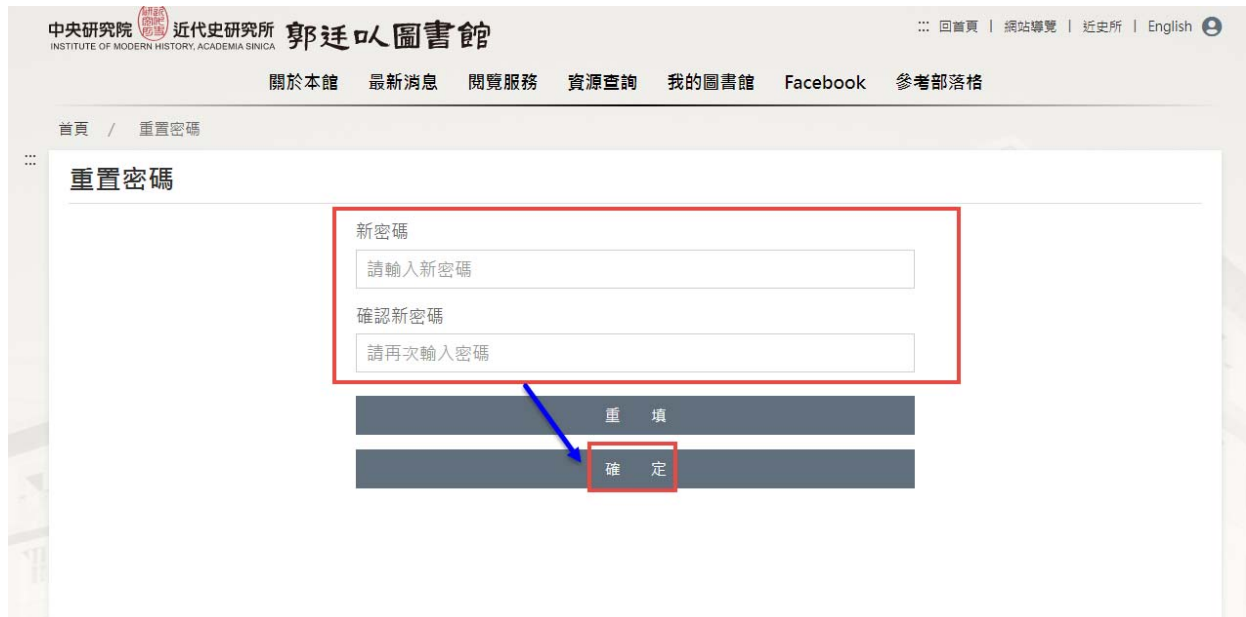 中央研究院 近代史研究所 郭廷以圖書館
INSTITUTE OF MODERN HISTORY, ACADEMIA SINICA
::: 回首頁 | 網站導覽 | 近史所 | English
關於本館 最新消息 閱覽服務 資源查詢 我的圖書館 Facebook 參考部落格
首頁 / 重置密碼
:::
重置密碼
新密碼
請輸入新密碼
確認新密碼
請再次輸入密碼
重 填
確 定